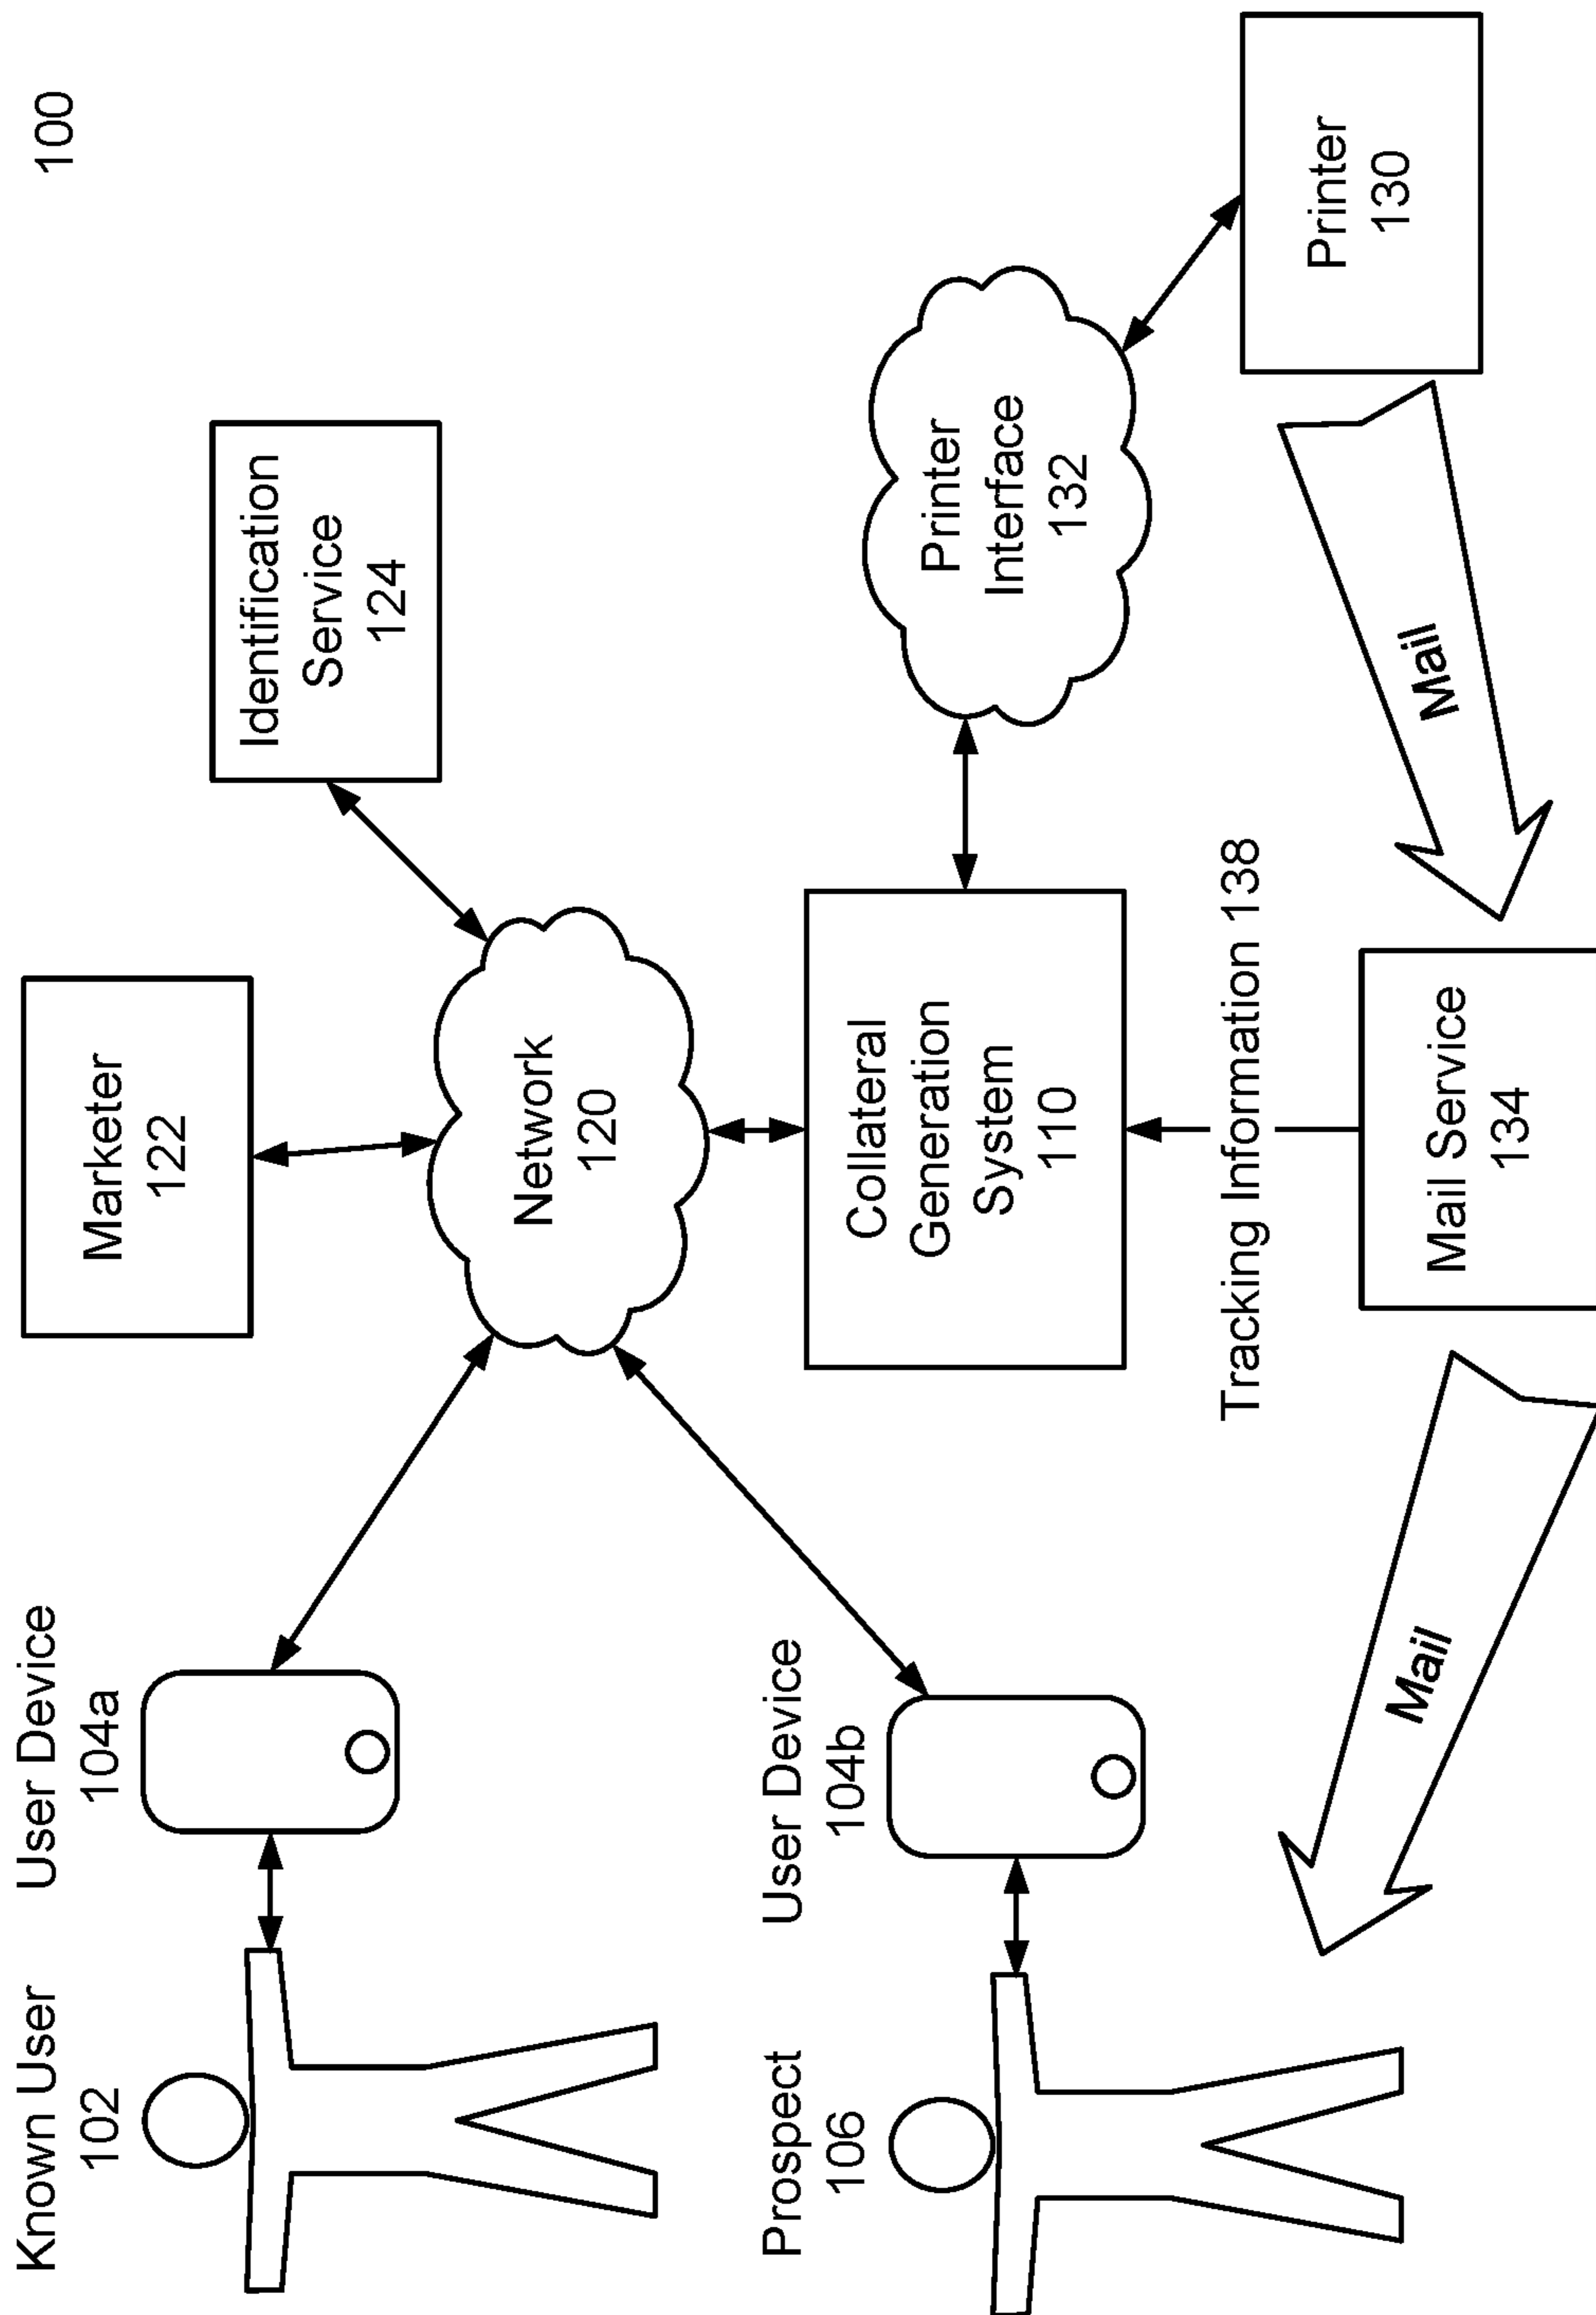 100
Known User
102
User Device
104a
Marketer
122
Identification
Service
124
Network
120
Prospect
106
User Device
104b
Collateral
Generation
System
110
Printer
Interface
132
Tracking Information 138
Printer
130
Mail
Mail Service
134
Mail